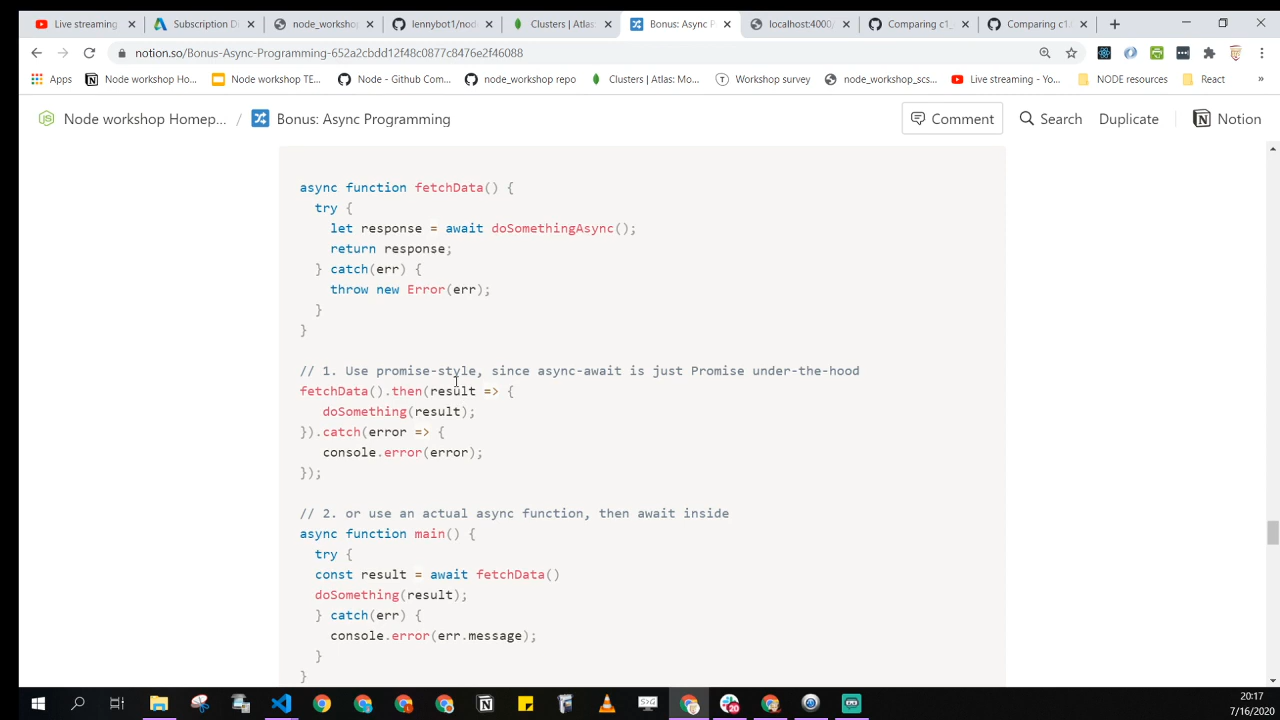 Live streaming
Subscription D
node_worksho
lennybot1/nod
Clusters | Atlas:
Bonus: Async P
localhost:4000/
Comparing c1_
Comparing c1/
notion.so/Bonus-Async-Programming-652a2cbdd12f48c0877c8476e2f46088
Apps
Node workshop Ho...
Node workshop TE...
Node - Github Com...
node_workshop repo
Clusters | Atlas: Mo...
Workshop survey
node_workshop_scs...
Live streaming - Yo...
NODE resources
React
»
Node workshop Homep... / Bonus: Async Programming
Comment
Search
Duplicate
Notion
async function fetchData() {
try {
let response = await doSomethingAsync();
return response;
} catch(err) {
throw new Error(err);
}
}
// 1. Use promise-style, since async-await is just Promise under-the-hood
fetchData().then(result => {
doSomething(result);
}).catch(error => {
console.error(error);
});
// 2. or use an actual async function, then await inside
async function main() {
try {
const result = await fetchData()
doSomething(result);
} catch(err) {
console.error(err.message);
}
}
20:17
7/16/2020